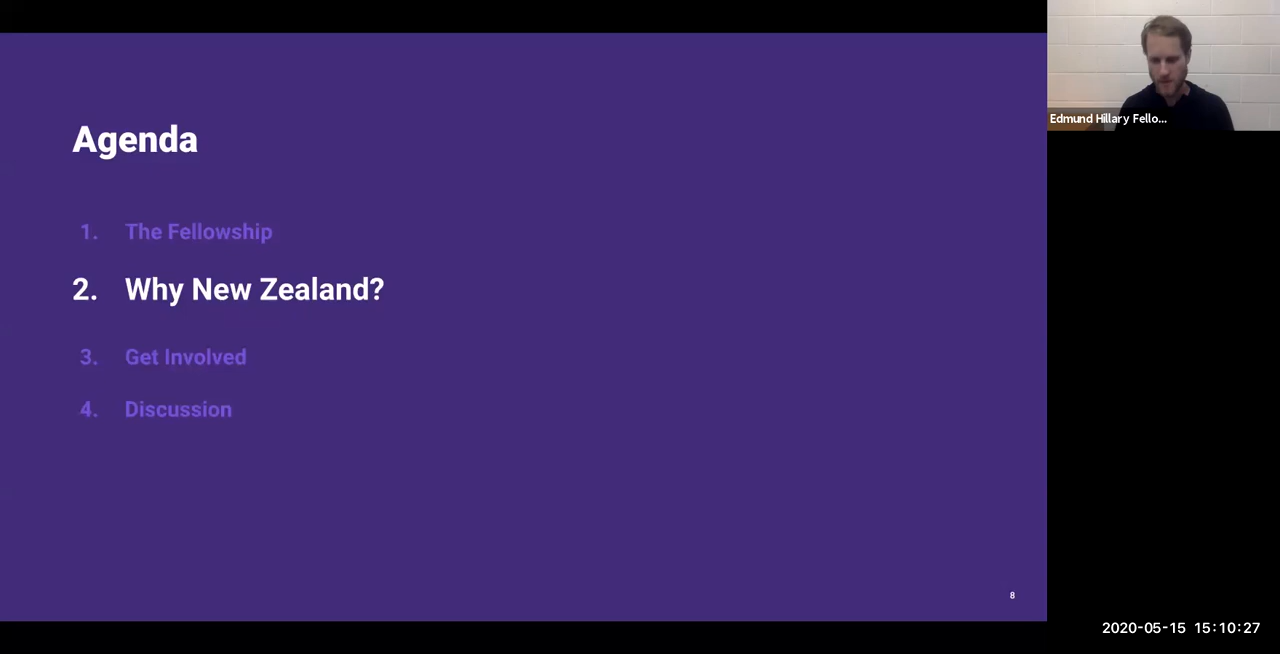 Agenda
1. The Fellowship
2. Why New Zealand?
3. Get Involved
4. Discussion
8
Edmund Hillary Fello...
2020-05-15 15:10:27